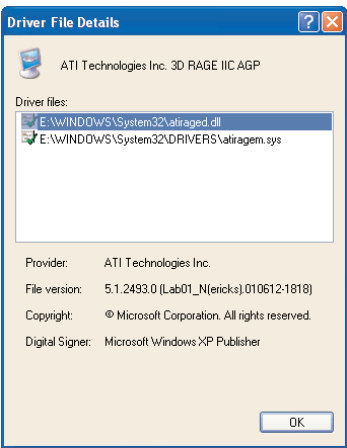 Driver File Details
ATI Technologies Inc. 3D RAGE IIC AGP
Driver files:
E:\WINDOWS\System32\atiraged.dll
E:\WINDOWS\System32\DRIVERS\atiragem.sys
Provider: ATI Technologies Inc.
File version: 5.1.2493.0 (Lab01_N(ericks).010612-1818)
Copyright: © Microsoft Corporation. All rights reserved.
Digital Signer: Microsoft Windows XP Publisher
OK